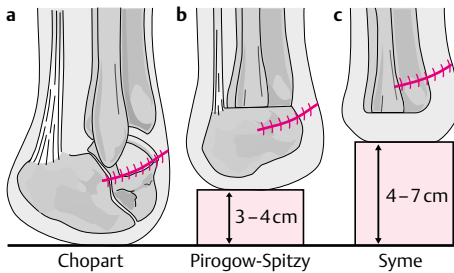 a
b
c
3–4 cm
4–7 cm
Chopart
Pirogow-Spitzy
Syme